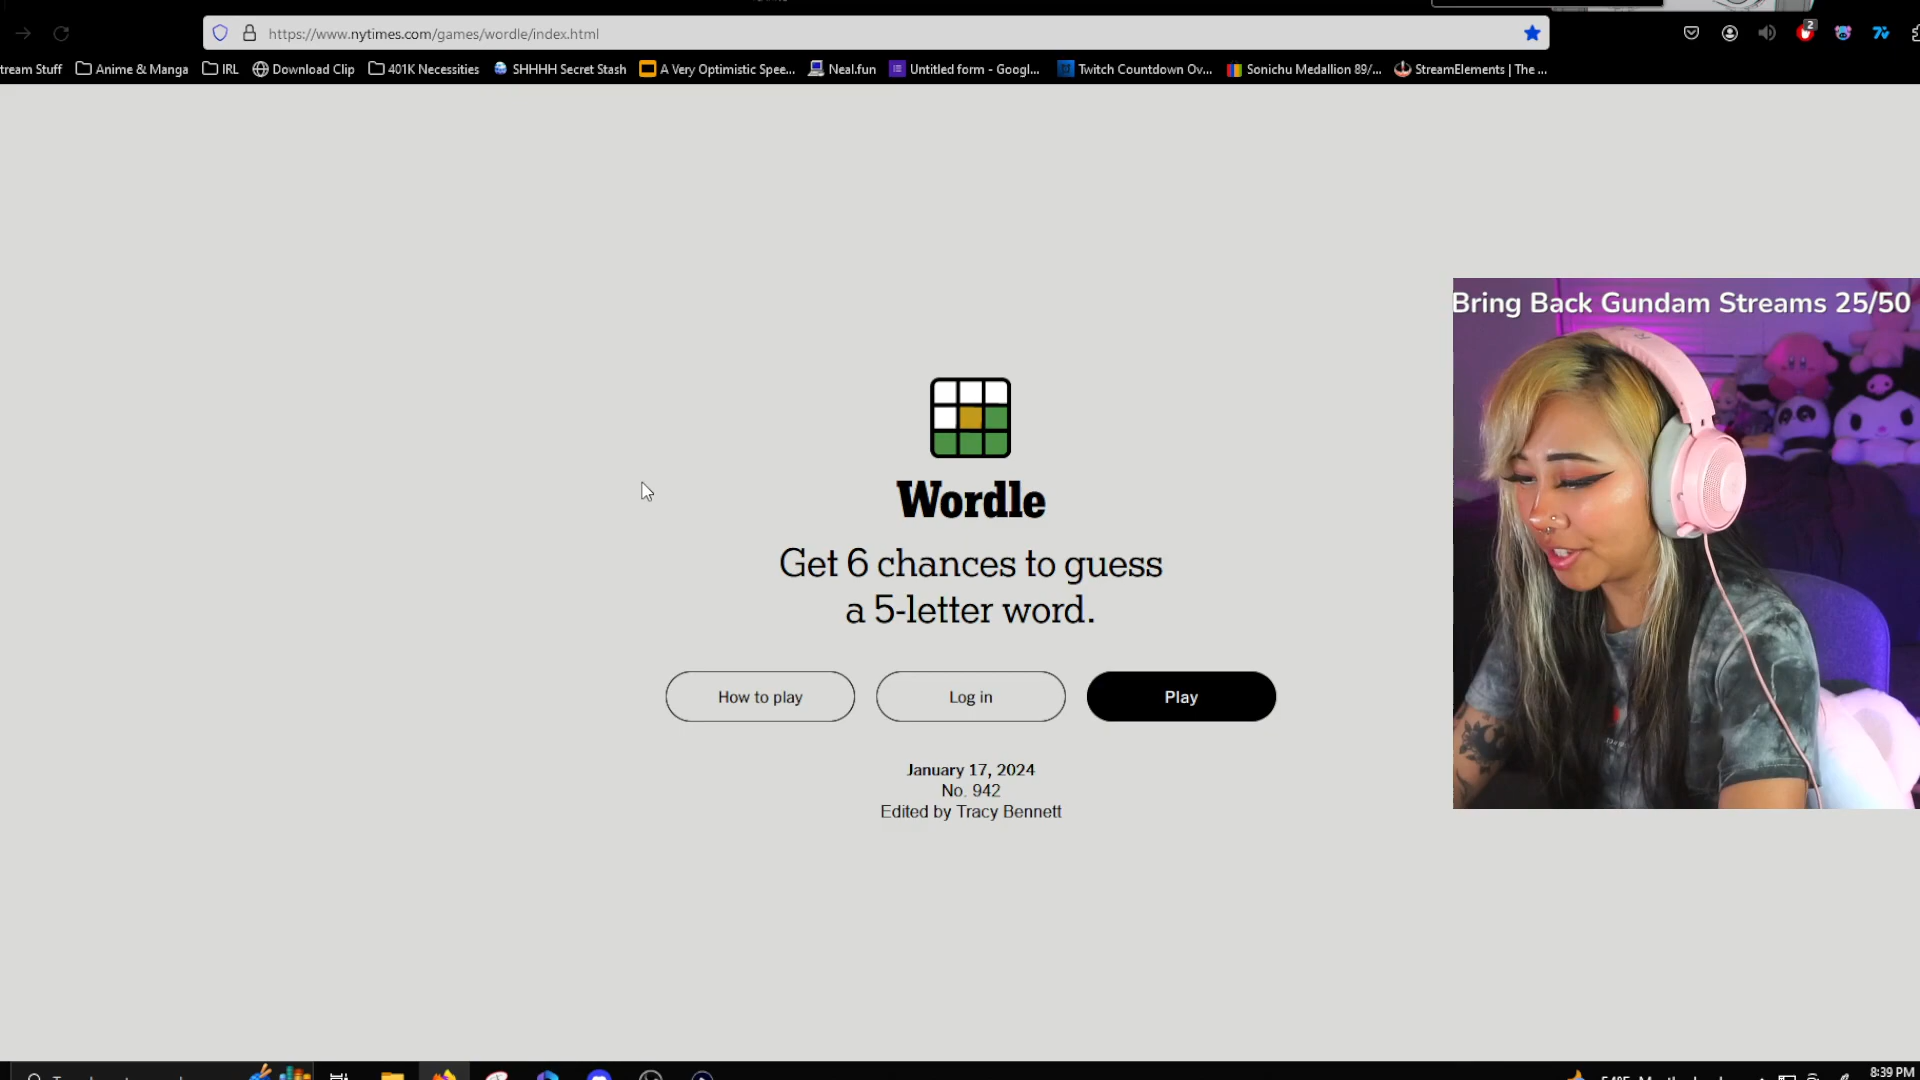 https://www.nytimes.com/games/wordle/index.html
2
tream Stuff
Anime & Manga
IRL
Download Clip
401K Necessities
SHHHH Secret Stash
A Very Optimistic Spee...
Neal.fun
Untitled form - Googl...
Twitch Countdown Ov...
Sonichu Medallion 89/...
StreamElements | The ...
Bring Back Gundam Streams 25/50
Wordle
Get 6 chances to guess
a 5-letter word.
How to play
Log in
Play
January 17, 2024
No. 942
Edited by Tracy Bennett
8:39 PM